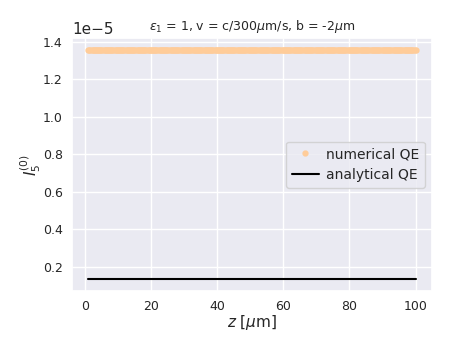 ε₁ = 1, v = c/300μm/s, b = -2μm
1e−5
1.4
1.2
1.0
0.8
0.6
0.4
0.2
I₅⁽⁰⁾
numerical QE
analytical QE
0 20 40 60 80 100
z [μm]